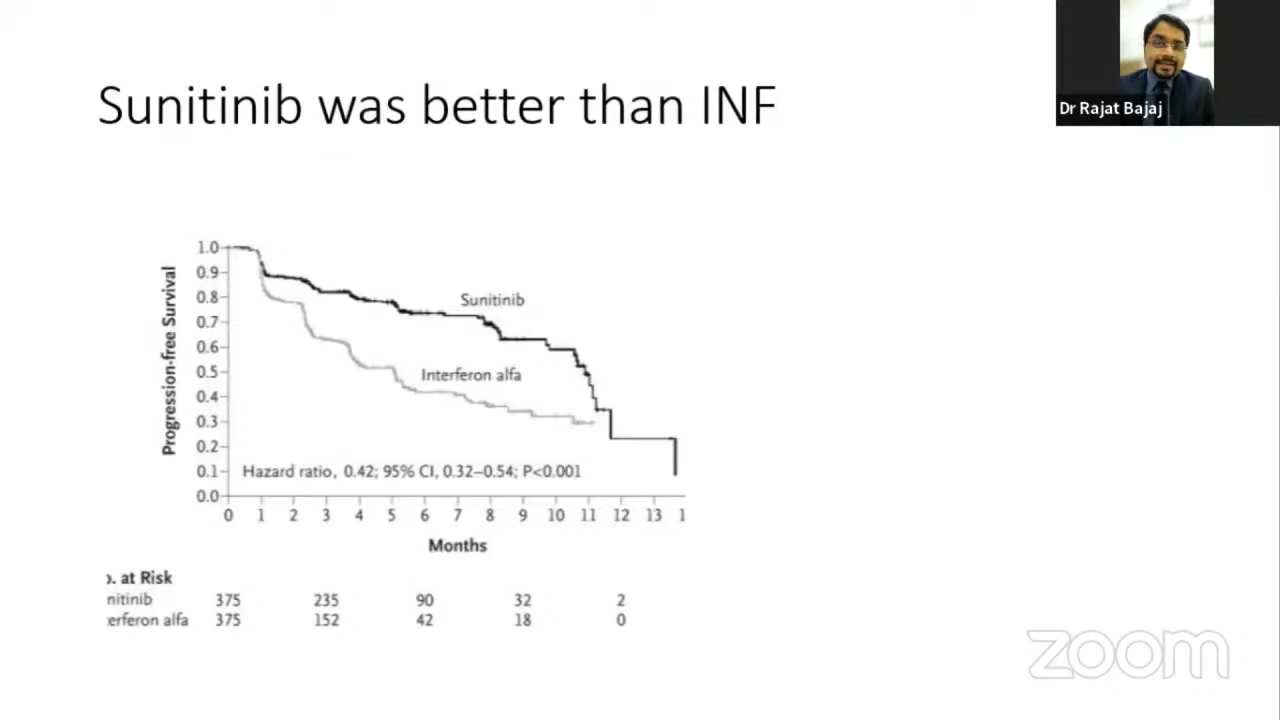 Sunitinib was better than INF
Dr Rajat Bajaj
1.0
0.9
0.8
0.7
0.6
0.5
0.4
0.3
0.2
0.1
0.0
Progression-free Survival
Sunitinib
Interferon alfa
Hazard ratio, 0.42; 95% CI, 0.32–0.54; P<0.001
0 1 2 3 4 5 6 7 8 9 10 11 12 13 1
Months
o. at Risk
nitinib 375 235 90 32 2
erferon alfa 375 152 42 18 0
zoom